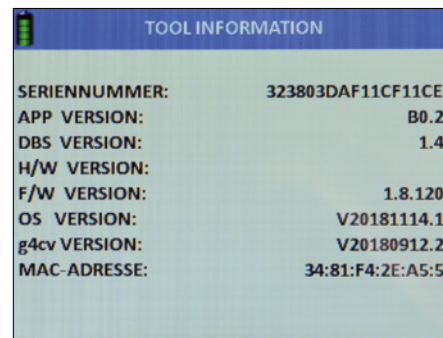 TOOL INFORMATION
SERIENNUMMER: 323803DAF11CF11CE
APP VERSION: B0.2
DBS VERSION: 1.4
H/W VERSION:
F/W VERSION: 1.8.120
OS VERSION: V20181114.1
g4cv VERSION: V20180912.2
MAC-ADRESSE: 34:81:F4:2E:A5:5